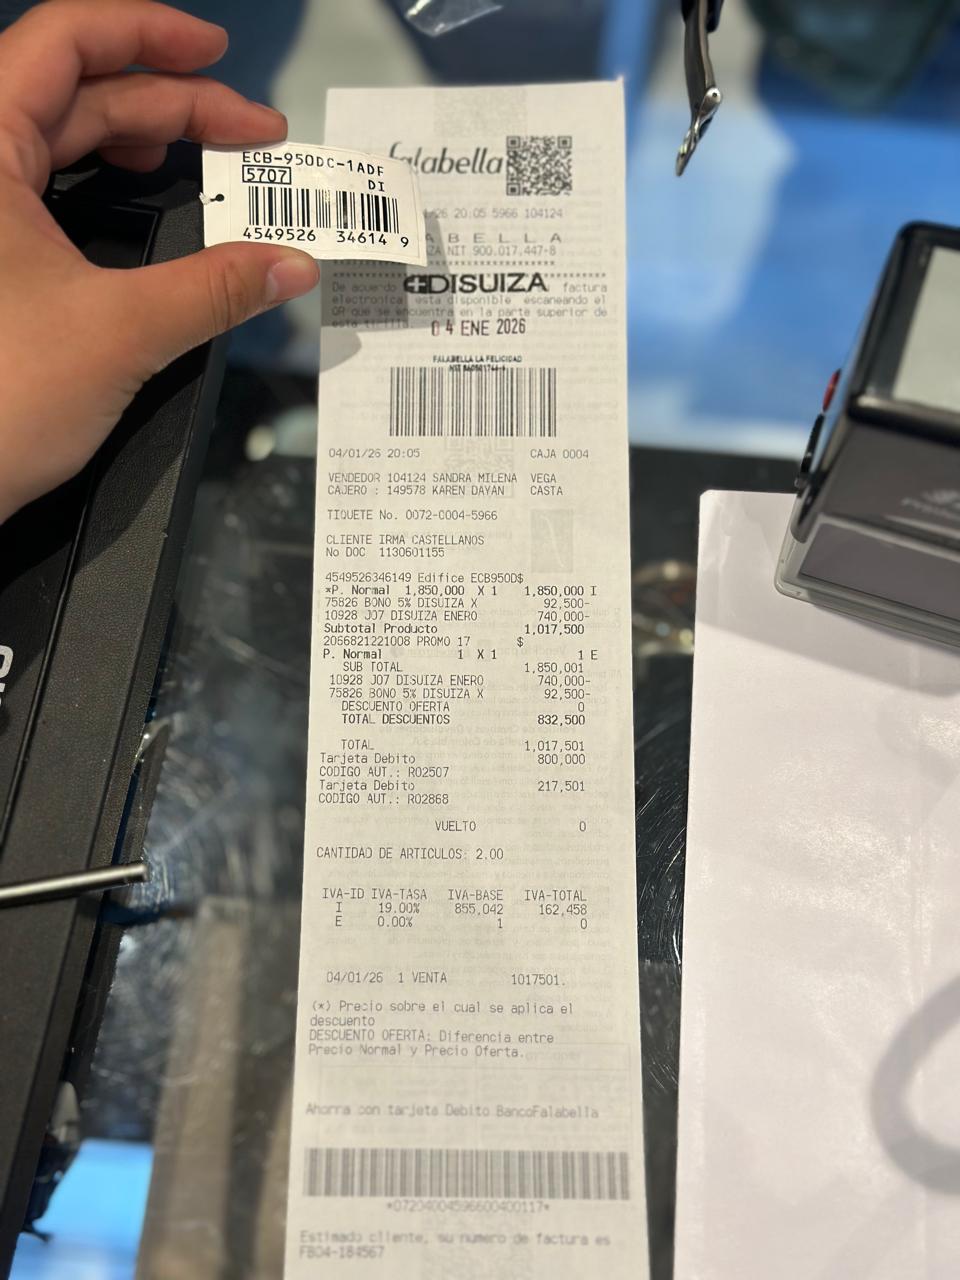 ECB-950DC-1ADF
5707
DI
4549526 34614 9
falabella
/26 20:05 5966 104124
ABELLA
ZA NIT 900.017.447-8
De acuerdo factura
DISUIZA
electronica esta disponible escaneando el
QR que se encuentra en la parte superior de
esta tirilla
04 ENE 2026
FALABELLA LA FELICIDAD
04/01/26 20:05 CAJA 0004
VENDEDOR 104124 SANDRA MILENA VEGA
CAJERO : 149578 KAREN DAYAN CASTA
TIQUETE No. 0072-0004-5966
CLIENTE IRMA CASTELLANOS
No DOC 1130601155
4549526346149 Edifice ECB950D$
*P. Normal 1,850,000 X 1 1,850,000 I
75826 BONO 5% DISUIZA X 92,500-
10928 J07 DISUIZA ENERO 740,000-
Subtotal Producto 1,017,500
2066821221008 PROMO 17 $
P. Normal 1 X 1 1 E
SUB TOTAL 1,850,001
10928 J07 DISUIZA ENERO 740,000-
75826 BONO 5% DISUIZA X 92,500-
DESCUENTO OFERTA 0
TOTAL DESCUENTOS 832,500
TOTAL 1,017,501
Tarjeta Debito 800,000
CODIGO AUT.: R02507
Tarjeta Debito 217,501
CODIGO AUT.: R02868
VUELTO 0
CANTIDAD DE ARTICULOS: 2.00
IVA-ID IVA-TASA IVA-BASE IVA-TOTAL
I 19.00% 855,042 162,458
E 0.00% 1 0
04/01/26 1 VENTA 1017501.
(*) Precio sobre el cual se aplica el
descuento
DESCUENTO OFERTA: Diferencia entre
Precio Normal y Precio Oferta.
Ahorra con tarjeta Debito BancoFalabella
*07204004596600400117*
Estimado cliente, su numero de factura es
FB04-184567